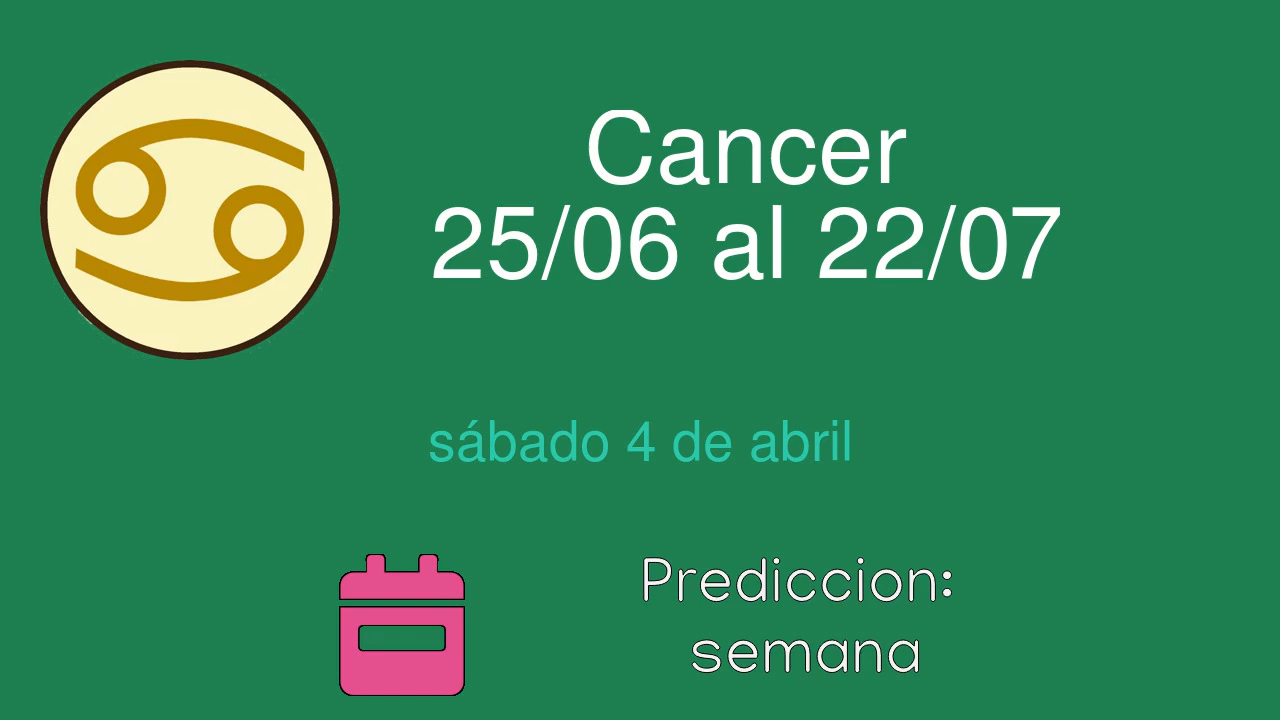 Cancer
25/06 al 22/07
sábado 4 de abril
Prediccion:
semana